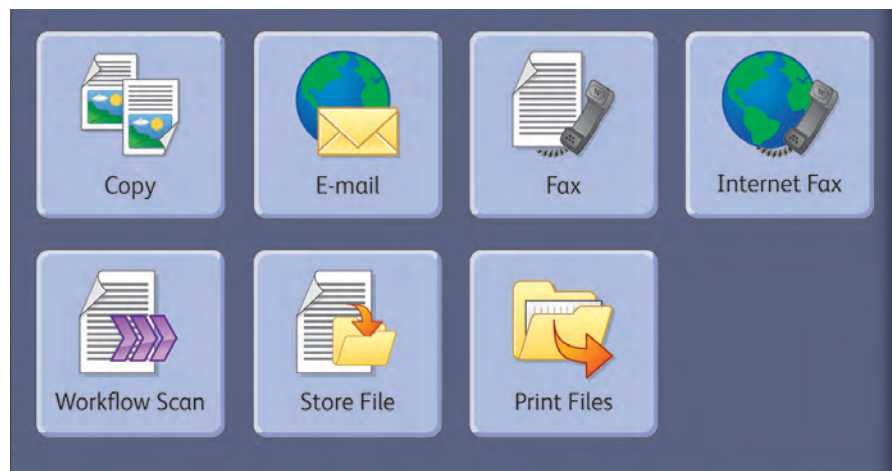 Copy
E-mail
Fax
Internet Fax
Workflow Scan
Store File
Print Files